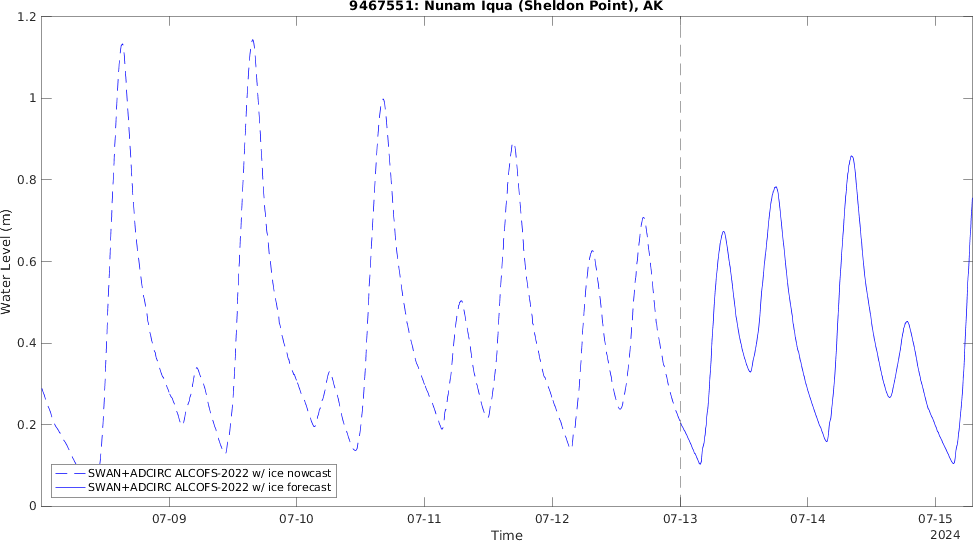 9467551: Nunam Iqua (Sheldon Point), AK
1.2
1
0.8
0.6
0.4
0.2
0
Water Level (m)
SWAN+ADCIRC ALCOFS-2022 w/ ice nowcast
SWAN+ADCIRC ALCOFS-2022 w/ ice forecast
07-09 07-10 07-11 07-12 07-13 07-14 07-15
Time 2024